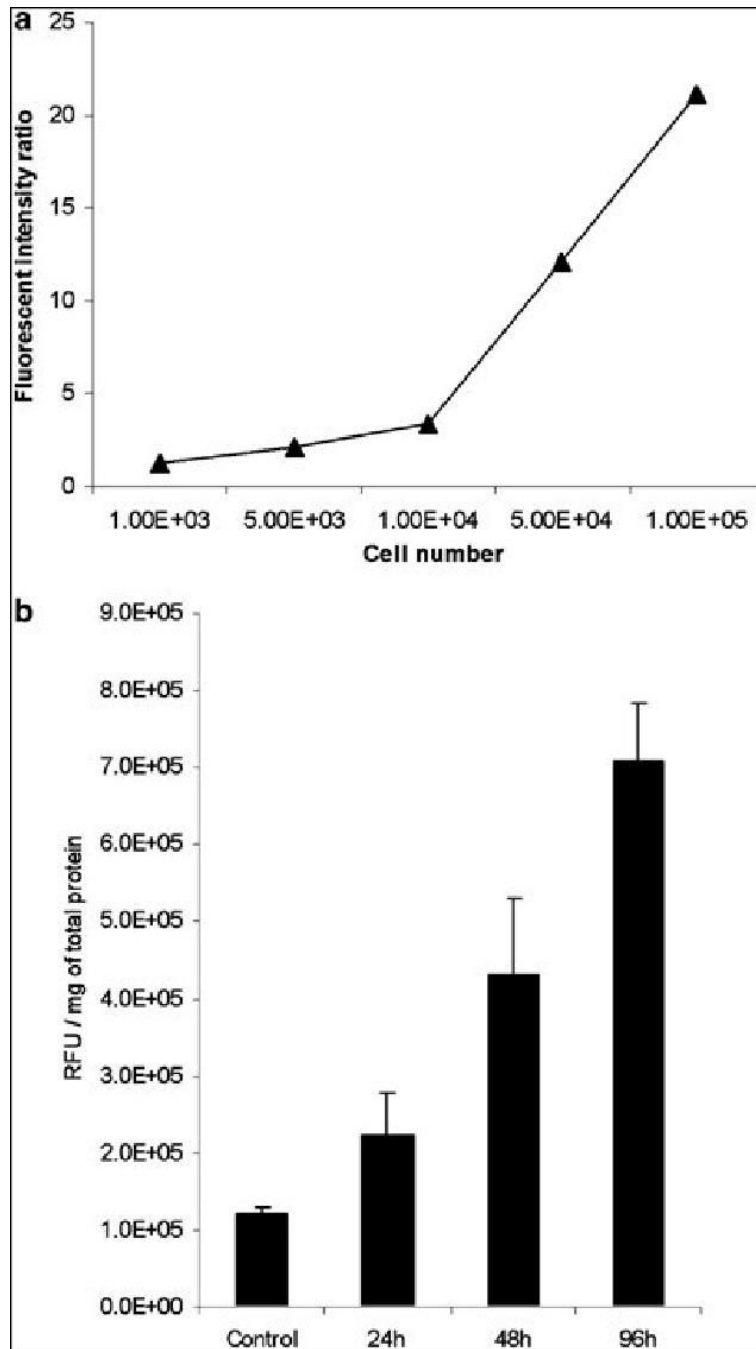 a
Fluorescent intensity ratio
25
20
15
10
5
0
1.00E+03 5.00E+03 1.00E+04 5.00E+04 1.00E+05
Cell number
b
RFU / mg of total protein
9.0E+05
8.0E+05
7.0E+05
6.0E+05
5.0E+05
4.0E+05
3.0E+05
2.0E+05
1.0E+05
0.0E+00
Control 24h 48h 96h